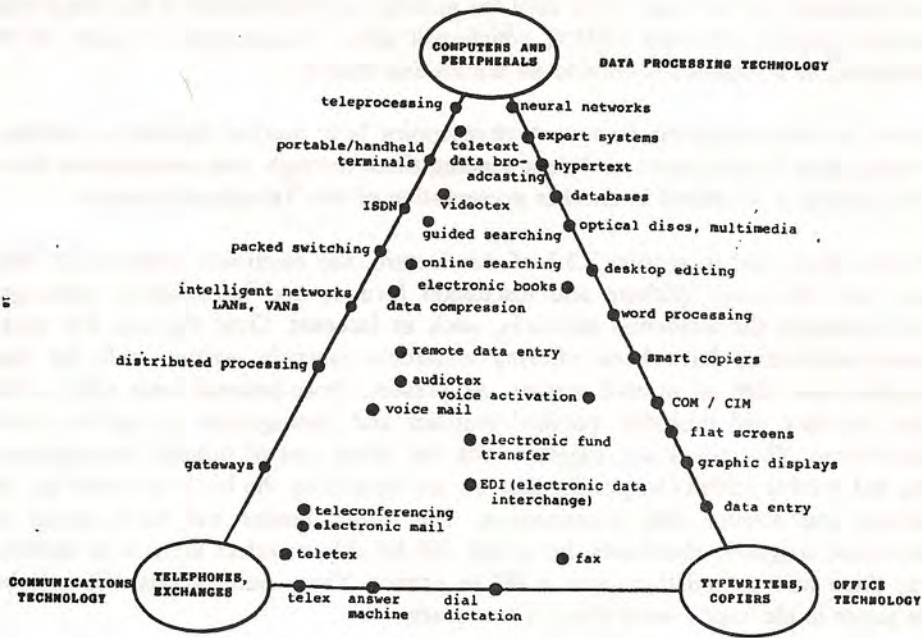 COMPUTERS AND
PERIPHERALS
DATA PROCESSING TECHNOLOGY
teleprocessing
neural networks
expert systems
portable/handheld
terminals
teletext
data bro-
adcasting
hypertext
databases
ISDN
videotex
optical discs, multimedia
guided searching
packed switching
online searching
desktop editing
electronic books
intelligent networks
LANs, VANs
data compression
word processing
distributed processing
remote data entry
smart copiers
audiotex
voice activation
COM / CIM
voice mail
flat screens
electronic fund
transfer
gateways
graphic displays
EDI (electronic data
interchange)
data entry
teleconferencing
electronic mail
teletex
fax
COMMUNICATIONS
TECHNOLOGY
TELEPHONES,
EXCHANGES
TYPEWRITERS,
COPIERS
OFFICE
TECHNOLOGY
telex
answer
machine
dial
dictation